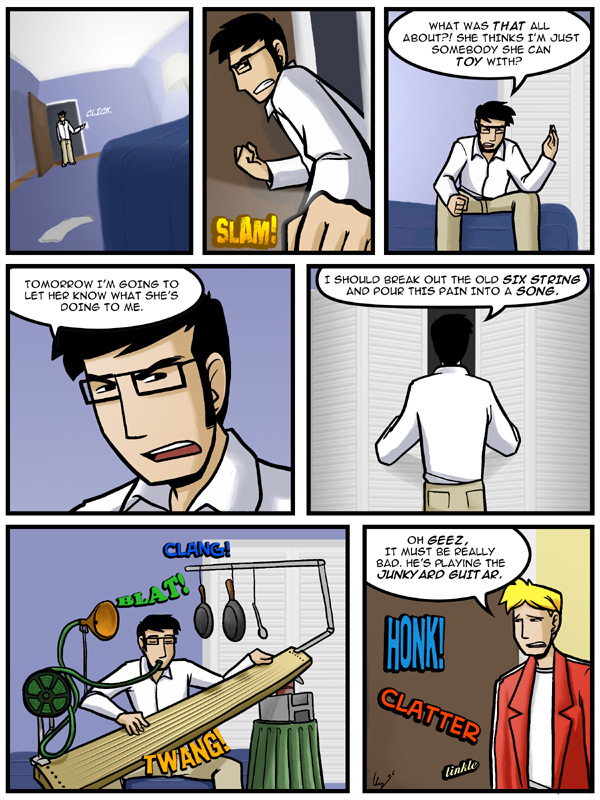 CLICK.
SLAM!
WHAT WAS THAT ALL
ABOUT?! SHE THINKS I'M JUST
SOMEBODY SHE CAN
TOY WITH?
TOMORROW I'M GOING TO
LET HER KNOW WHAT SHE'S
DOING TO ME.
I SHOULD BREAK OUT THE OLD SIX STRING
AND POUR THIS PAIN INTO A SONG.
CLANG!
BLAT!
TWANG!
OH GEEZ,
IT MUST BE REALLY
BAD. HE'S PLAYING THE
JUNKYARD GUITAR.
HONK!
CLATTER
tinkle